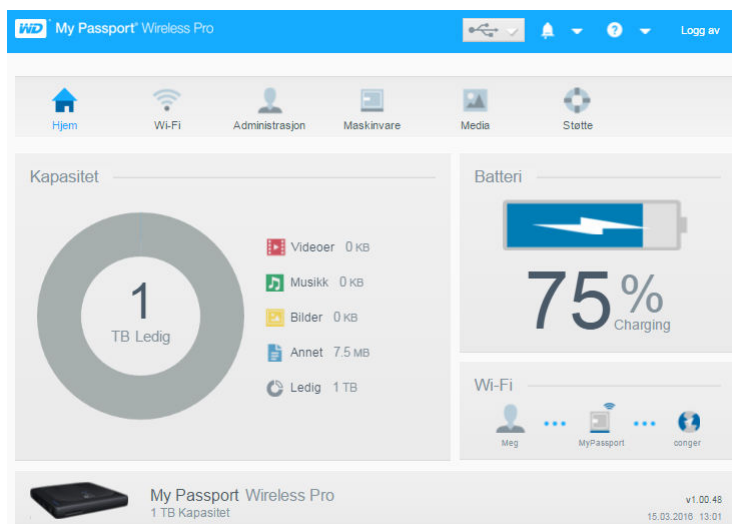 WD My Passport® Wireless Pro
Logg av
Hjem Wi-Fi Administrasjon Maskinvare Media Støtte
Kapasitet
1
TB Ledig
Videoer 0 KB
Musikk 0 KB
Bilder 0 KB
Annet 7.5 MB
Ledig 1 TB
Batteri
75%
Charging
Wi-Fi
Meg MyPassport conger
My Passport Wireless Pro
1 TB Kapasitet
v1.00.48
15.03.2016 13:01